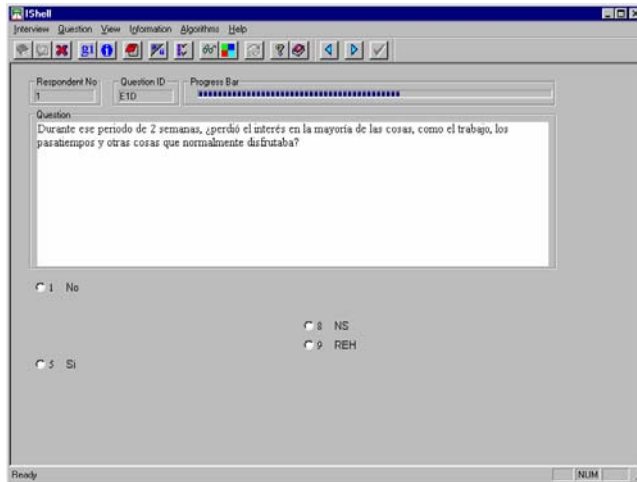 IShell
Interview Question View Information Algorithms Help
Respondent No
Question ID
Progress Bar
1
E1D
Question
Durante ese periodo de 2 semanas, ¿perdió el interés en la mayoría de las cosas, como el trabajo, los
pasatiempos y otras cosas que normalmente disfrutaba?
1 No
8 NS
9 REH
5 Si
Ready
NUM